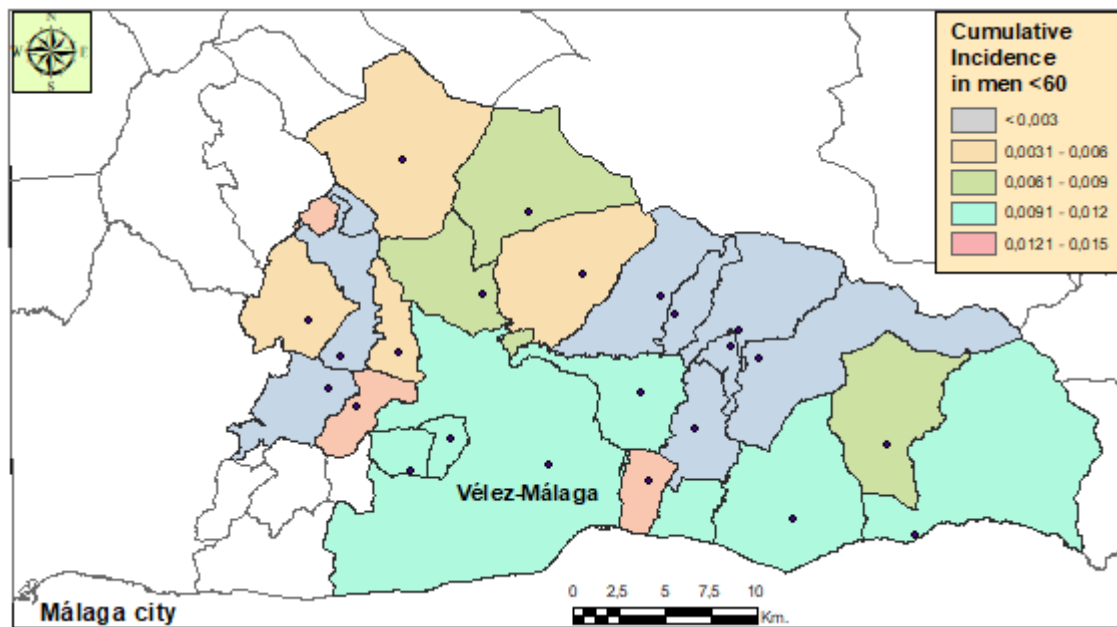 N
W E
S
Cumulative
Incidence
in men <60
<0,003
0,0031 - 0,006
0,0061 - 0,009
0,0091 - 0,012
0,0121 - 0,015
Vélez-Málaga
0 2,5 5 7,5 10
Km.
Málaga city